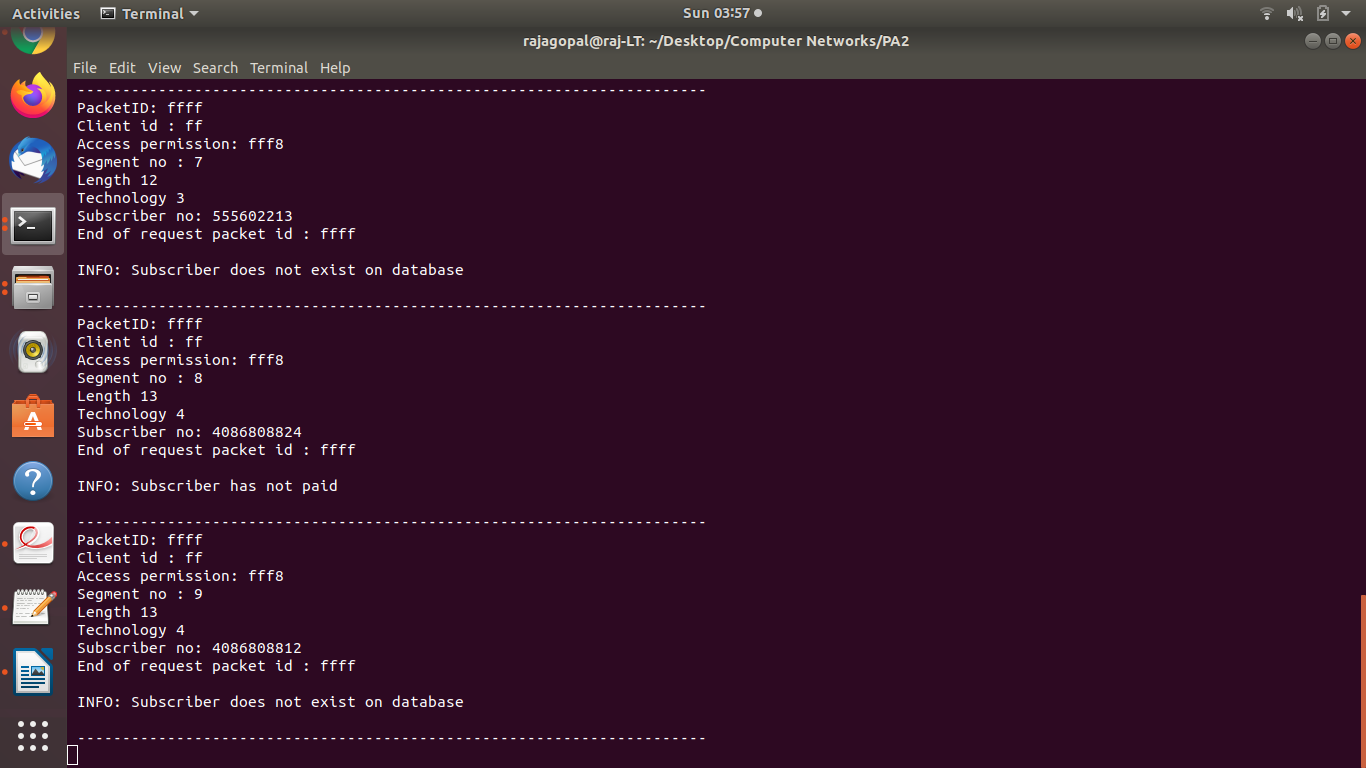 Activities Terminal Sun 03:57
rajagopal@raj-LT: ~/Desktop/Computer Networks/PA2
File Edit View Search Terminal Help
----------------------------------------------------------------------
PacketID: ffff
Client id : ff
Access permission: fff8
Segment no : 7
Length 12
Technology 3
Subscriber no: 555602213
End of request packet id : ffff
INFO: Subscriber does not exist on database
----------------------------------------------------------------------
PacketID: ffff
Client id : ff
Access permission: fff8
Segment no : 8
Length 13
Technology 4
Subscriber no: 4086808824
End of request packet id : ffff
INFO: Subscriber has not paid
----------------------------------------------------------------------
PacketID: ffff
Client id : ff
Access permission: fff8
Segment no : 9
Length 13
Technology 4
Subscriber no: 4086808812
End of request packet id : ffff
INFO: Subscriber does not exist on database
----------------------------------------------------------------------